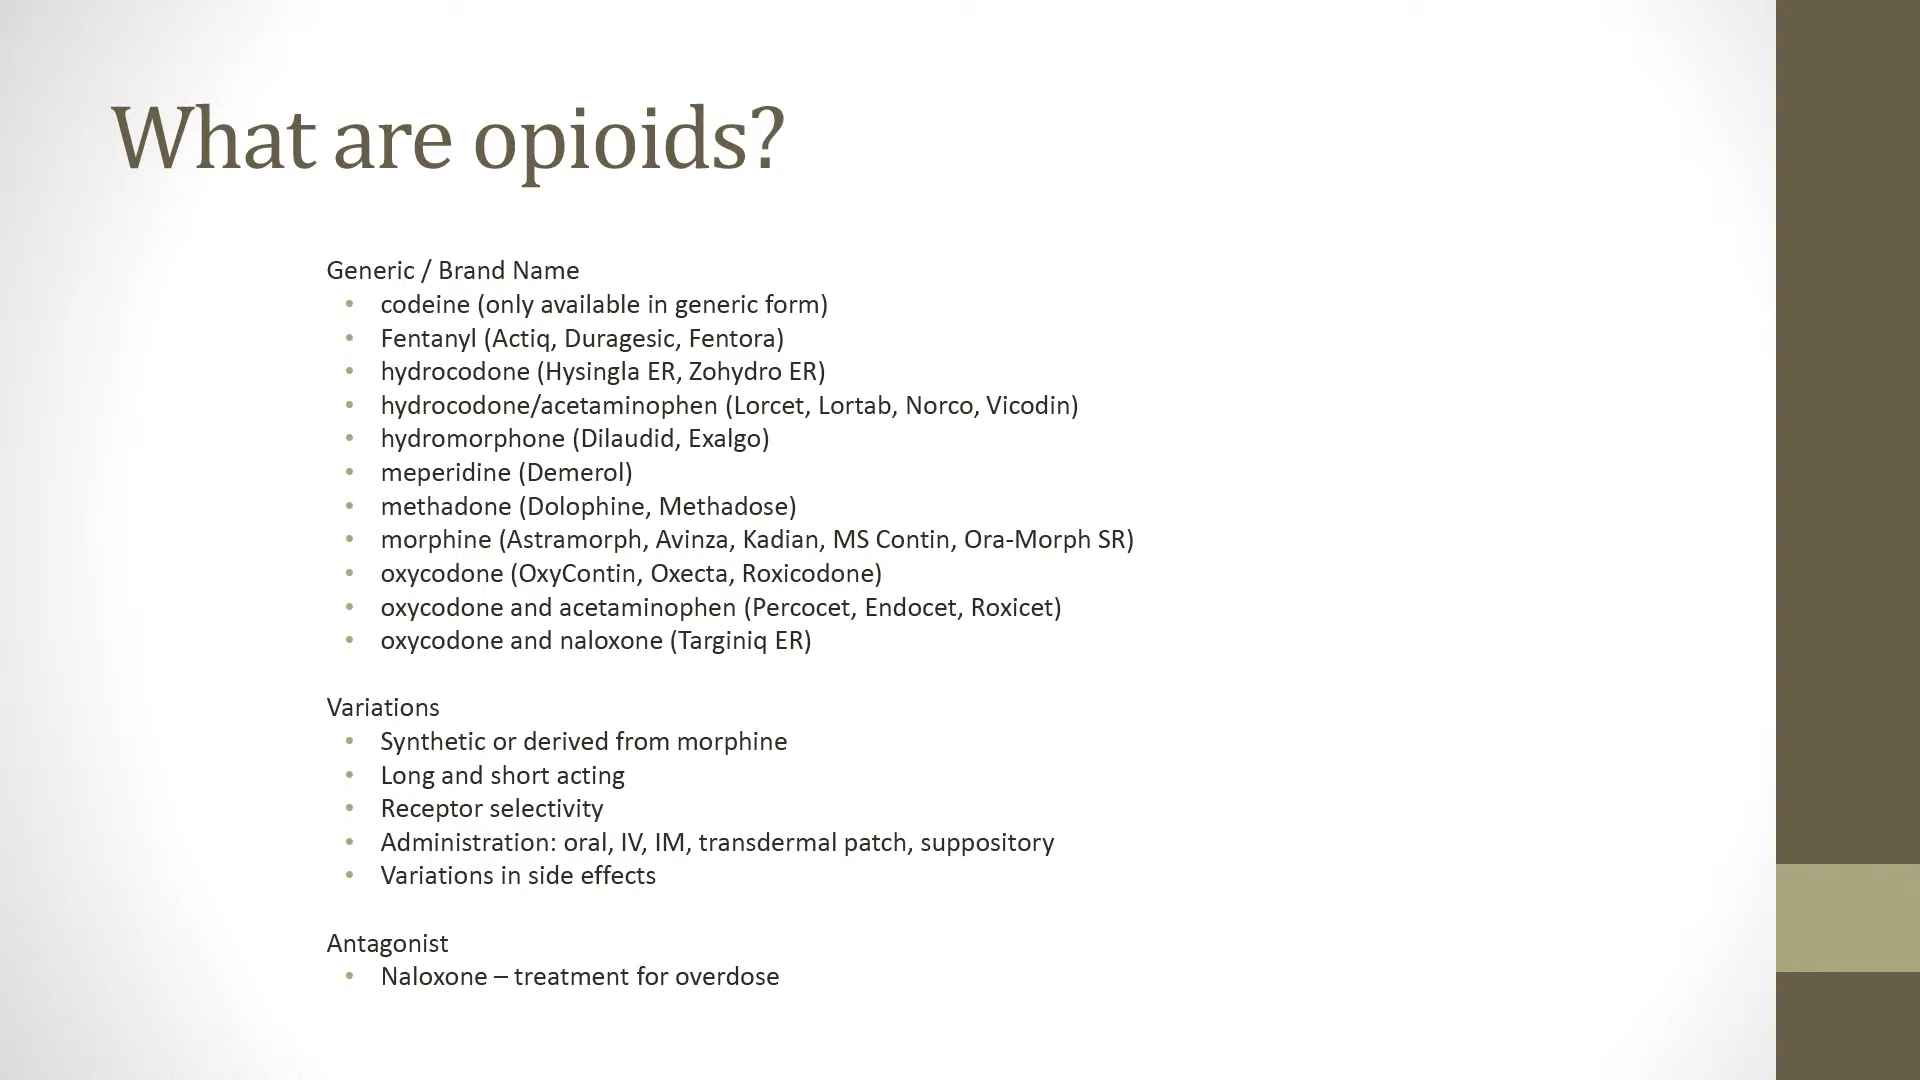 What are opioids?
Generic / Brand Name
• codeine (only available in generic form)
• Fentanyl (Actiq, Duragesic, Fentora)
• hydrocodone (Hysingla ER, Zohydro ER)
• hydrocodone/acetaminophen (Lorcet, Lortab, Norco, Vicodin)
• hydromorphone (Dilaudid, Exalgo)
• meperidine (Demerol)
• methadone (Dolophine, Methadose)
• morphine (Astramorph, Avinza, Kadian, MS Contin, Ora-Morph SR)
• oxycodone (OxyContin, Oxecta, Roxicodone)
• oxycodone and acetaminophen (Percocet, Endocet, Roxicet)
• oxycodone and naloxone (Targiniq ER)
Variations
• Synthetic or derived from morphine
• Long and short acting
• Receptor selectivity
• Administration: oral, IV, IM, transdermal patch, suppository
• Variations in side effects
Antagonist
• Naloxone – treatment for overdose